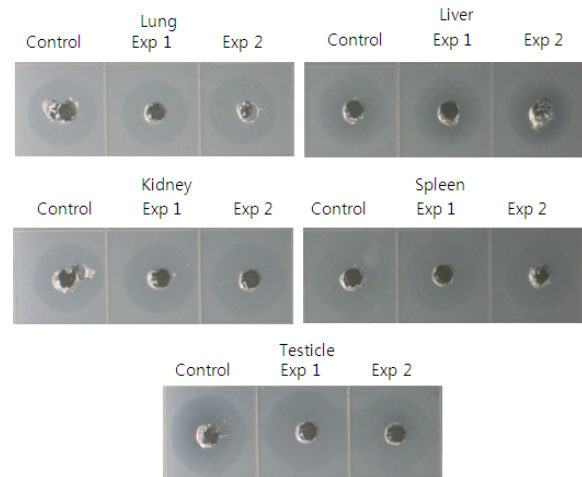 Lung
Control Exp 1 Exp 2
Liver
Control Exp 1 Exp 2
Kidney
Control Exp 1 Exp 2
Spleen
Control Exp 1 Exp 2
Testicle
Control Exp 1 Exp 2